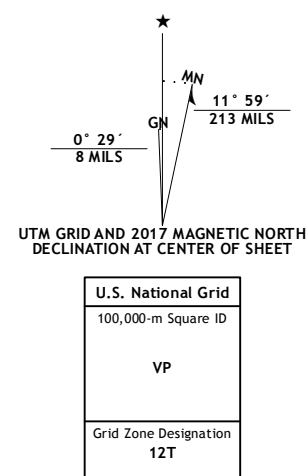 MN
GN
11° 59´
213 MILS
0° 29´
8 MILS
UTM GRID AND 2017 MAGNETIC NORTH
DECLINATION AT CENTER OF SHEET
U.S. National Grid
100,000-m Square ID
VP
Grid Zone Designation
12T